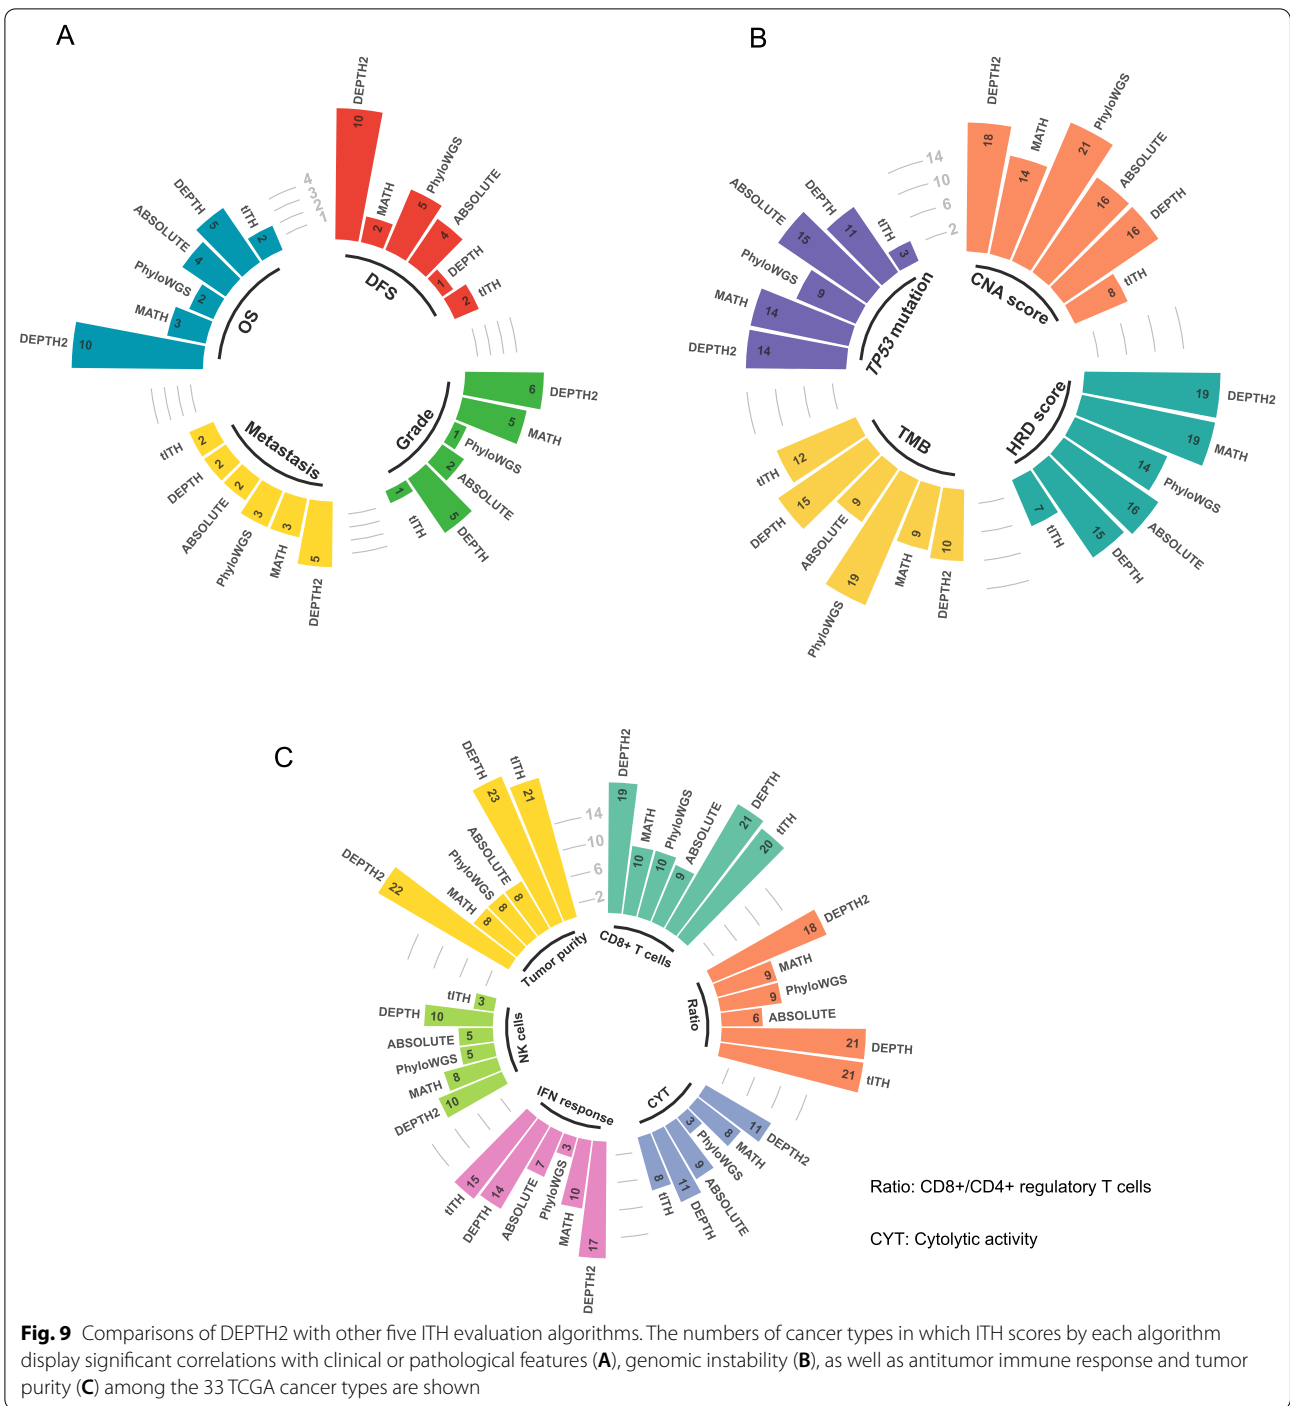 A
DEPTH2
10
MATH
2
PhyloWGS
5
ABSOLUTE
4
DEPTH
1
tITH
2
DFS
DEPTH2
6
MATH
5
PhyloWGS
1
ABSOLUTE
2
DEPTH
5
tITH
1
Grade
DEPTH2
5
MATH
3
PhyloWGS
3
ABSOLUTE
2
DEPTH
2
tITH
2
Metastasis
DEPTH2
10
MATH
3
PhyloWGS
2
ABSOLUTE
4
DEPTH
5
tITH
2
OS
4
3
2
1
B
DEPTH2
18
MATH
14
PhyloWGS
21
ABSOLUTE
16
DEPTH
16
tITH
8
CNA score
DEPTH2
19
MATH
19
PhyloWGS
14
ABSOLUTE
16
DEPTH
15
tITH
7
HRD score
DEPTH2
10
MATH
9
PhyloWGS
19
ABSOLUTE
9
DEPTH
15
tITH
12
TMB
DEPTH2
14
MATH
14
PhyloWGS
9
ABSOLUTE
15
DEPTH
11
tITH
3
TP53 mutation
14
10
6
2
C
DEPTH2
19
MATH
10
PhyloWGS
10
ABSOLUTE
9
DEPTH
21
tITH
20
CD8+ T cells
DEPTH2
18
MATH
9
PhyloWGS
9
ABSOLUTE
6
DEPTH
21
tITH
21
Ratio
DEPTH2
11
MATH
8
PhyloWGS
3
ABSOLUTE
9
DEPTH
11
tITH
8
CYT
DEPTH2
17
MATH
10
PhyloWGS
3
ABSOLUTE
7
DEPTH
14
tITH
15
IFN response
DEPTH2
10
MATH
8
PhyloWGS
5
ABSOLUTE
5
DEPTH
10
tITH
3
NK cells
DEPTH2
22
MATH
8
PhyloWGS
8
ABSOLUTE
8
DEPTH
23
tITH
21
Tumor purity
14
10
6
2
Ratio: CD8+/CD4+ regulatory T cells
CYT: Cytolytic activity
Fig. 9 Comparisons of DEPTH2 with other five ITH evaluation algorithms. The numbers of cancer types in which ITH scores by each algorithm
display significant correlations with clinical or pathological features (A), genomic instability (B), as well as antitumor immune response and tumor
purity (C) among the 33 TCGA cancer types are shown